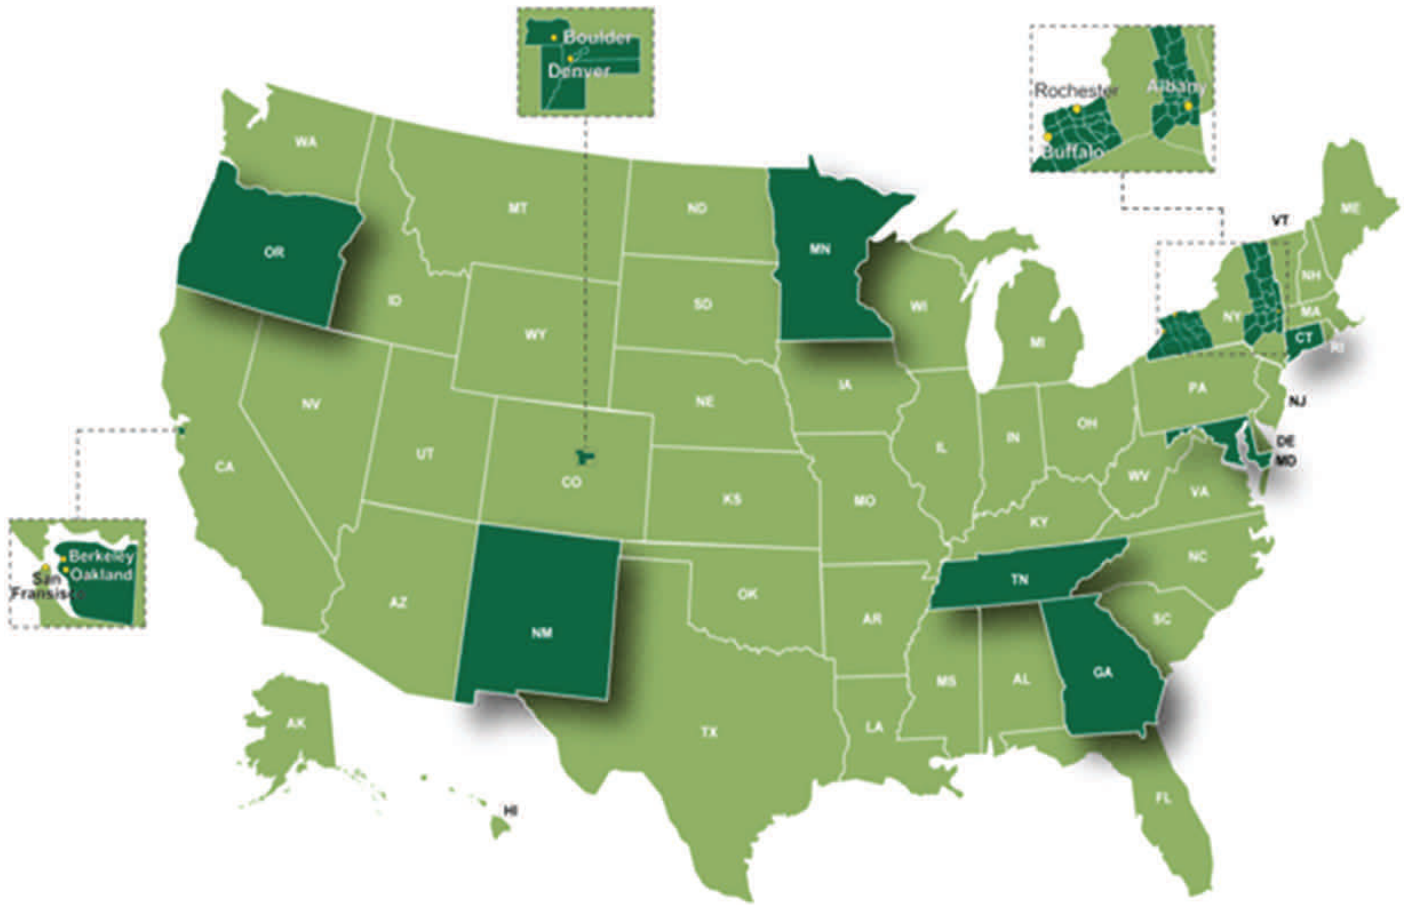 Boulder
Denver
Rochester
Albany
Buffalo
WA
MT
ND
MN
VT
ME
OR
ID
SD
WI
NH
NY
MA
WY
MI
CT
RI
IA
PA
NV
NE
NJ
OH
IL
IN
DE
MD
CA
UT
CO
KS
MO
WV
VA
KY
Berkeley
San
Oakland
Fransisco
NC
TN
AZ
OK
AR
SC
NM
GA
MS
AL
TX
LA
AK
FL
HI